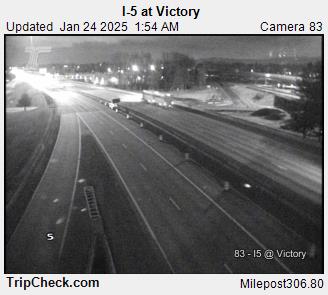 I-5 at Victory
Updated  Jan 24 2025  1:54 AM
Camera 83
S
83 - I5 @ Victory
TripCheck.com
Milepost306.80